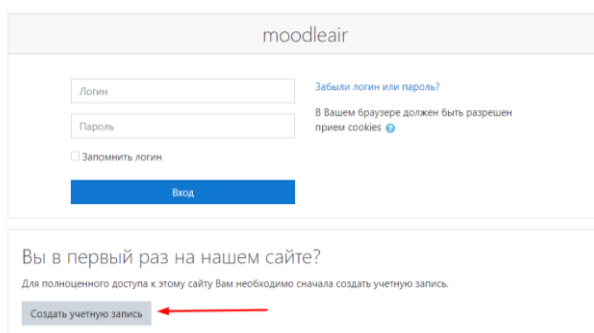 moodleair
Логин
Пароль
Запомнить логин
Вход
Забыли логин или пароль?
В Вашем браузере должен быть разрешен
прием cookies
Вы в первый раз на нашем сайте?
Для полноценного доступа к этому сайту Вам необходимо сначала создать учетную запись.
Создать учетную запись